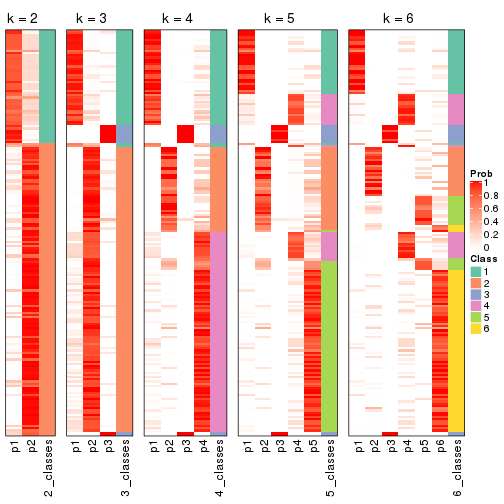 k = 2
k = 3
k = 4
k = 5
k = 6
p1
p2
2_classes
p1
p2
p3
3_classes
p1
p2
p3
p4
4_classes
p1
p2
p3
p4
p5
5_classes
p1
p2
p3
p4
p5
p6
6_classes
Prob
1
0.8
0.6
0.4
0.2
0
Class
1
2
3
4
5
6